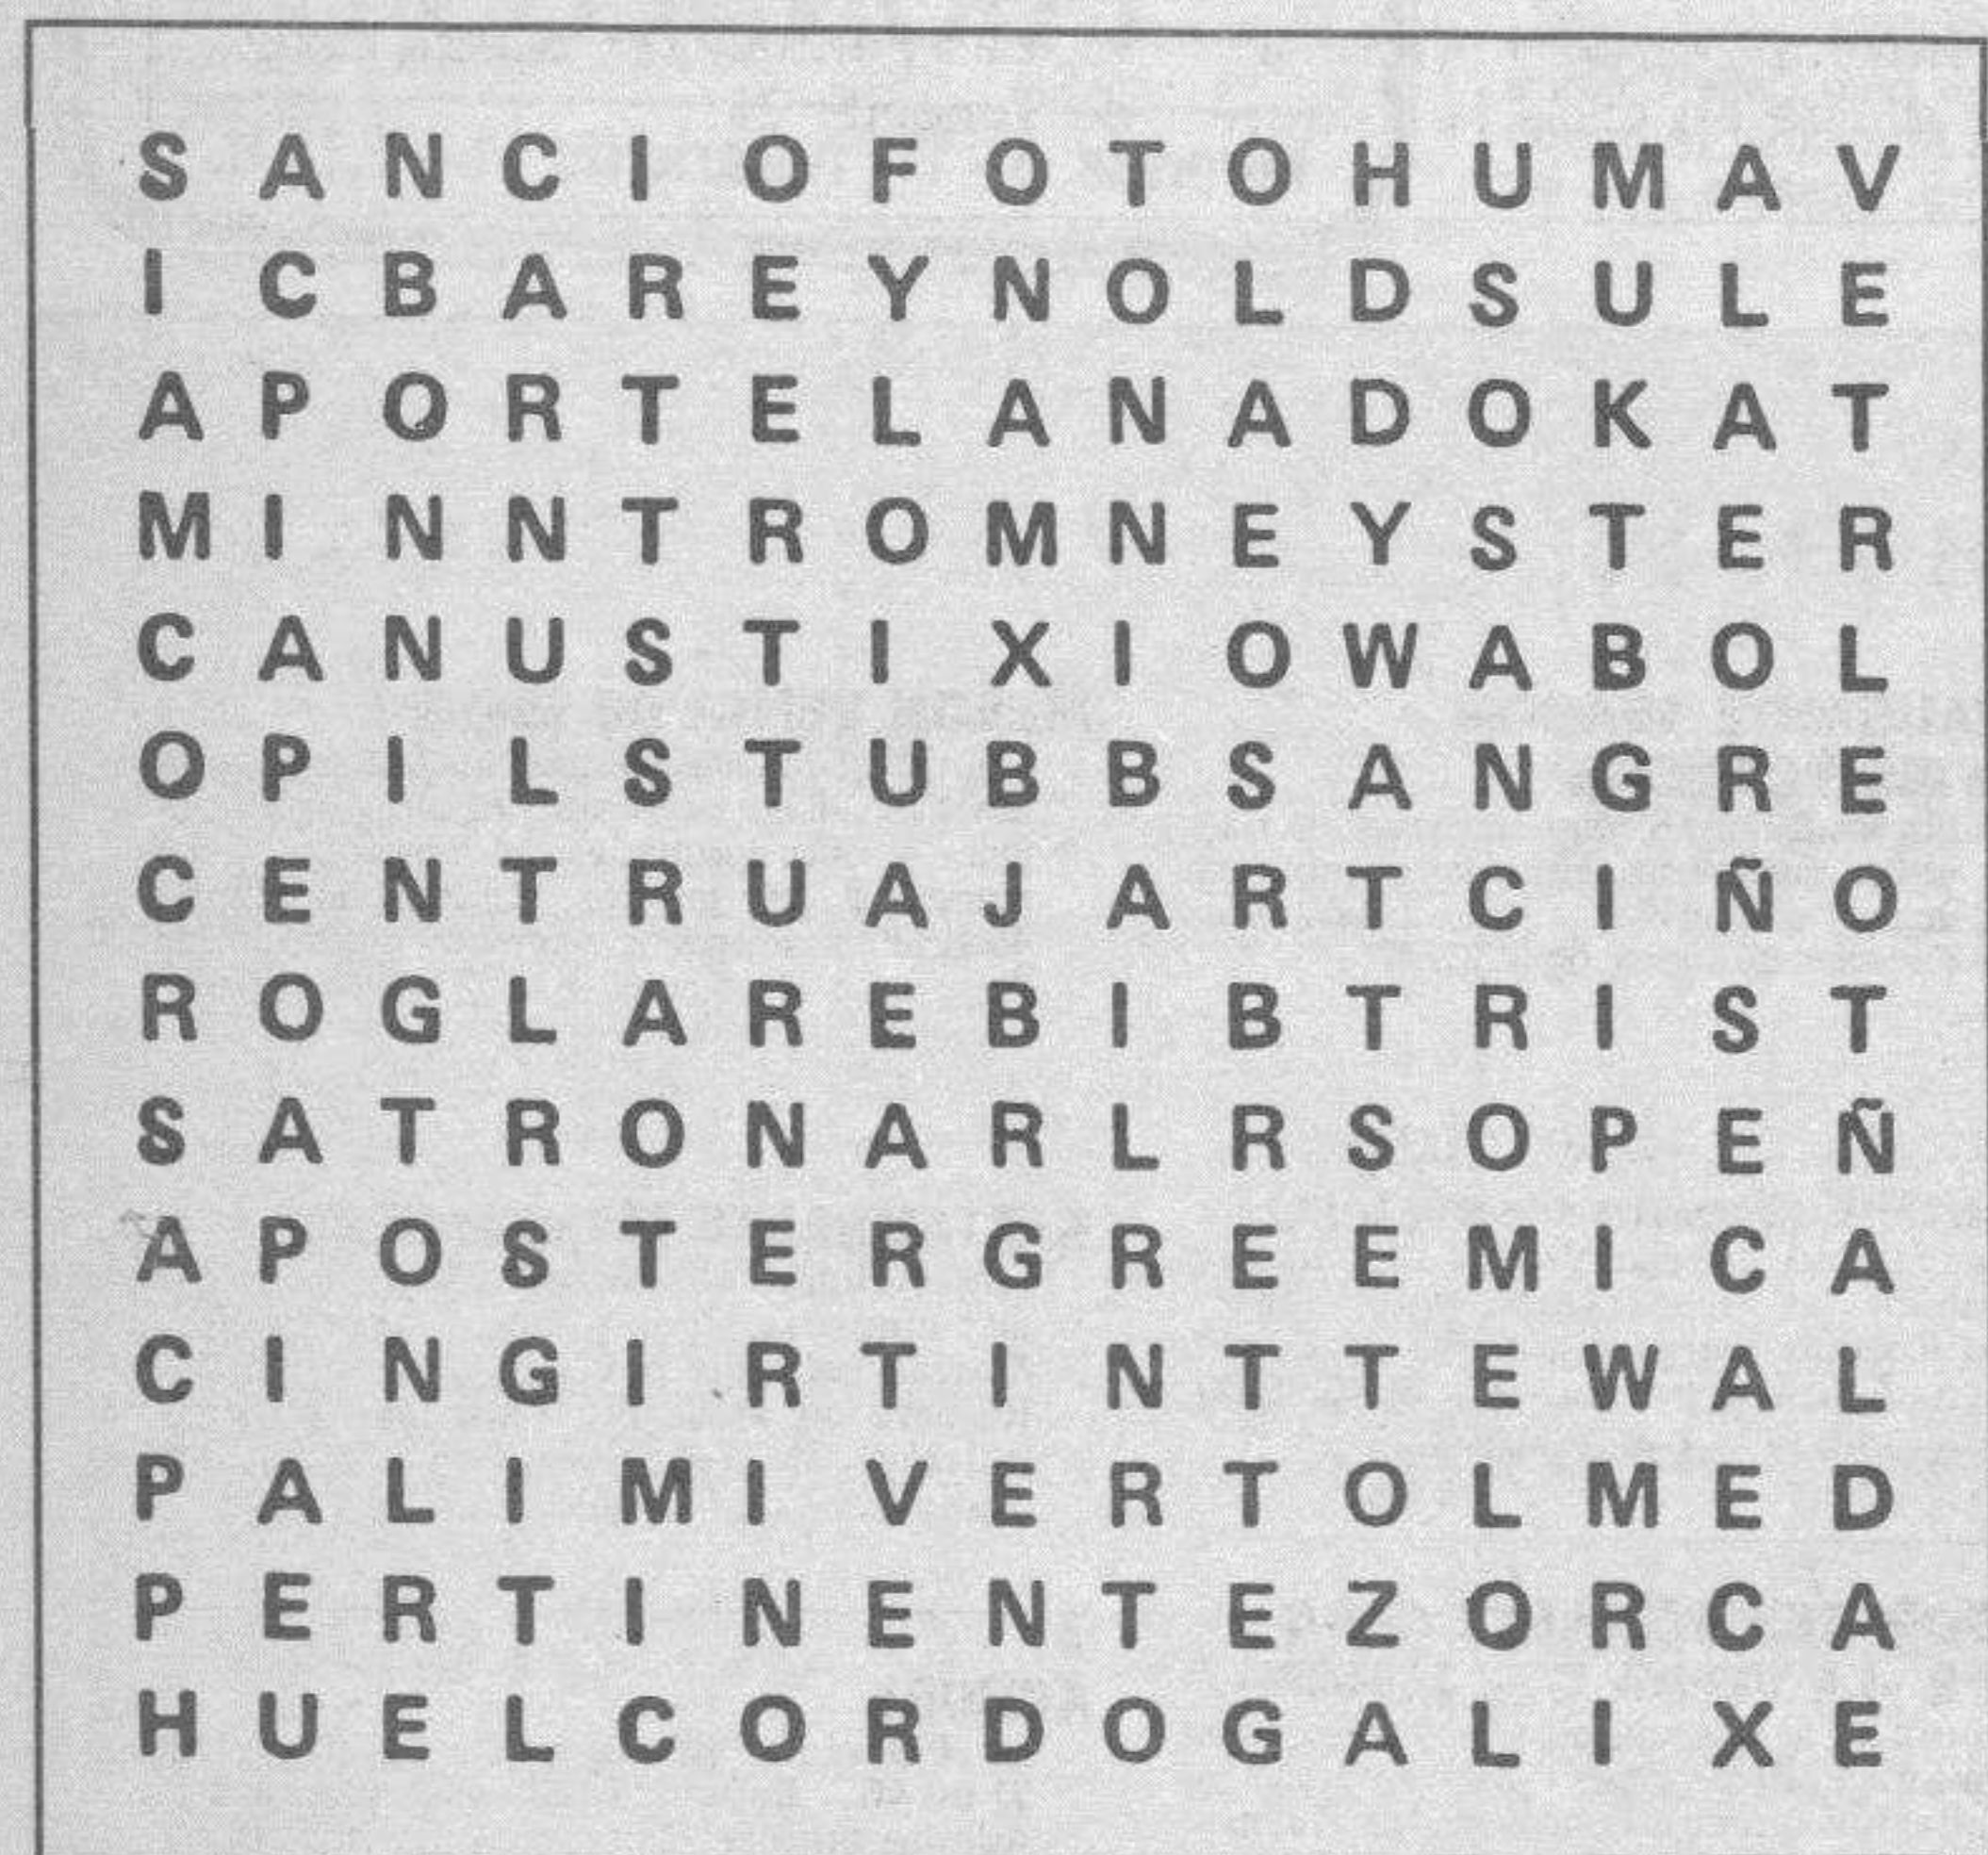 S A N C I O F O T O H U M A V
I C B A R E Y N O L D S U L E
A P O R T E L A N A D O K A T
M I N N T R O M N E Y S T E R
C A N U S T I X I O W A B O L
O P I L S T U B B S A N G R E
C E N T R U A J A R T C I Ñ O
R O G L A R E B I B T R I S T
S A T R O N A R L R S O P E Ñ
A P O S T E R G R E E M I C A
C I N G I R T I N T T E W A L
P A L I M I V E R T O L M E D
P E R T I N E N T E Z O R C A
H U E L C O R D O G A L I X E